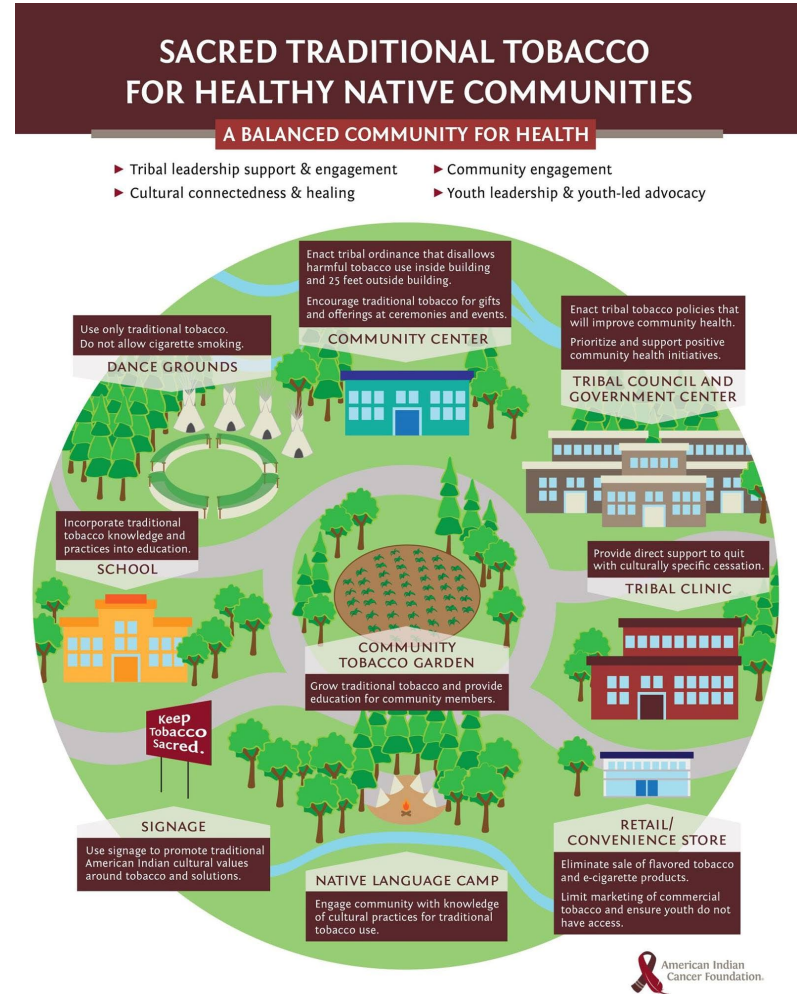 SACRED TRADITIONAL TOBACCO
FOR HEALTHY NATIVE COMMUNITIES
A BALANCED COMMUNITY FOR HEALTH
▶ Tribal leadership support & engagement
▶ Cultural connectedness & healing
▶ Community engagement
▶ Youth leadership & youth-led advocacy
Enact tribal ordinance that disallows
harmful tobacco use inside building
and 25 feet outside building.
Encourage traditional tobacco for gifts
and offerings at ceremonies and events.
COMMUNITY CENTER
Use only traditional tobacco.
Do not allow cigarette smoking.
DANCE GROUNDS
Enact tribal tobacco policies that
will improve community health.
Prioritize and support positive
community health initiatives.
TRIBAL COUNCIL AND
GOVERNMENT CENTER
Incorporate traditional
tobacco knowledge and
practices into education.
SCHOOL
Provide direct support to quit
with culturally specific cessation.
TRIBAL CLINIC
COMMUNITY
TOBACCO GARDEN
Grow traditional tobacco and provide
education for community members.
Keep
Tobacco
Sacred.
SIGNAGE
Use signage to promote traditional
American Indian cultural values
around tobacco and solutions.
NATIVE LANGUAGE CAMP
Engage community with knowledge
of cultural practices for traditional
tobacco use.
RETAIL/
CONVENIENCE STORE
Eliminate sale of flavored tobacco
and e-cigarette products.
Limit marketing of commercial
tobacco and ensure youth do not
have access.
American Indian
Cancer Foundation.